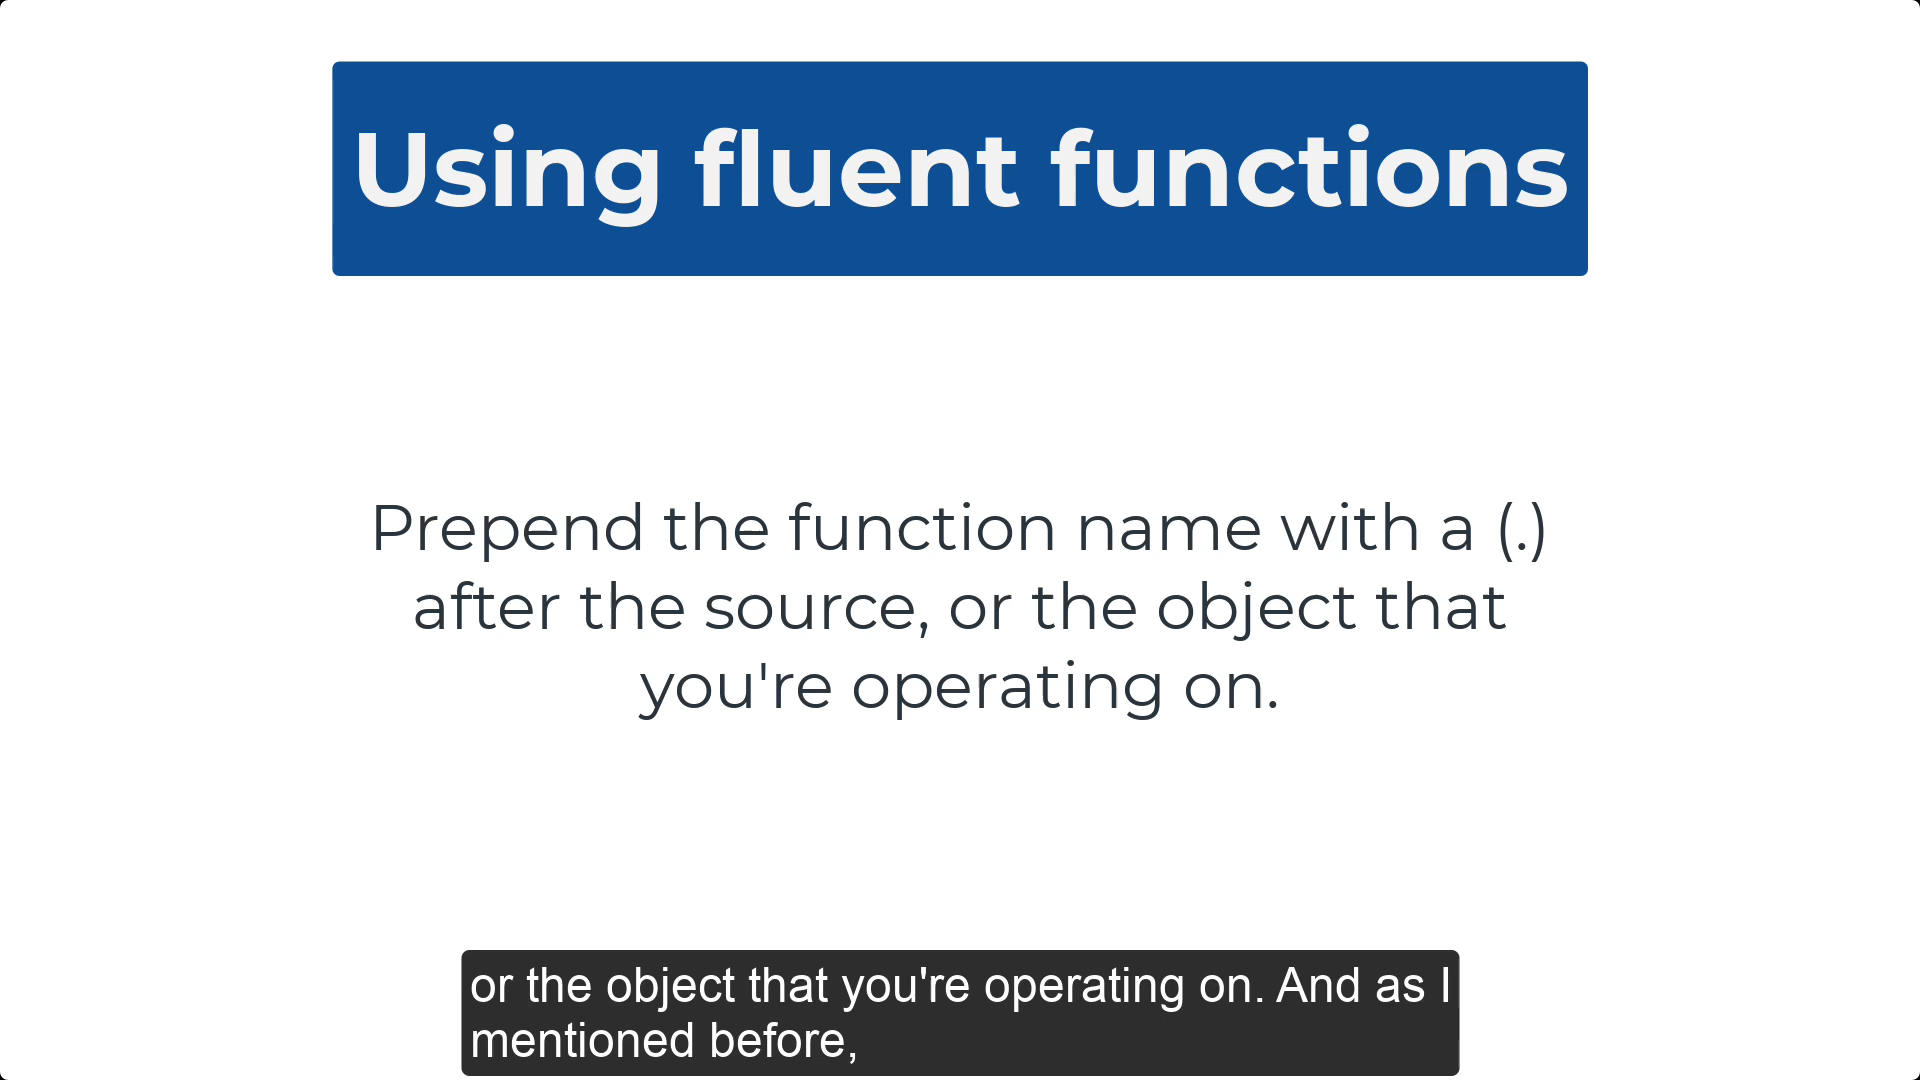 Using fluent functions
Prepend the function name with a (.)
after the source, or the object that
you're operating on.
or the object that you're operating on. And as I
mentioned before,